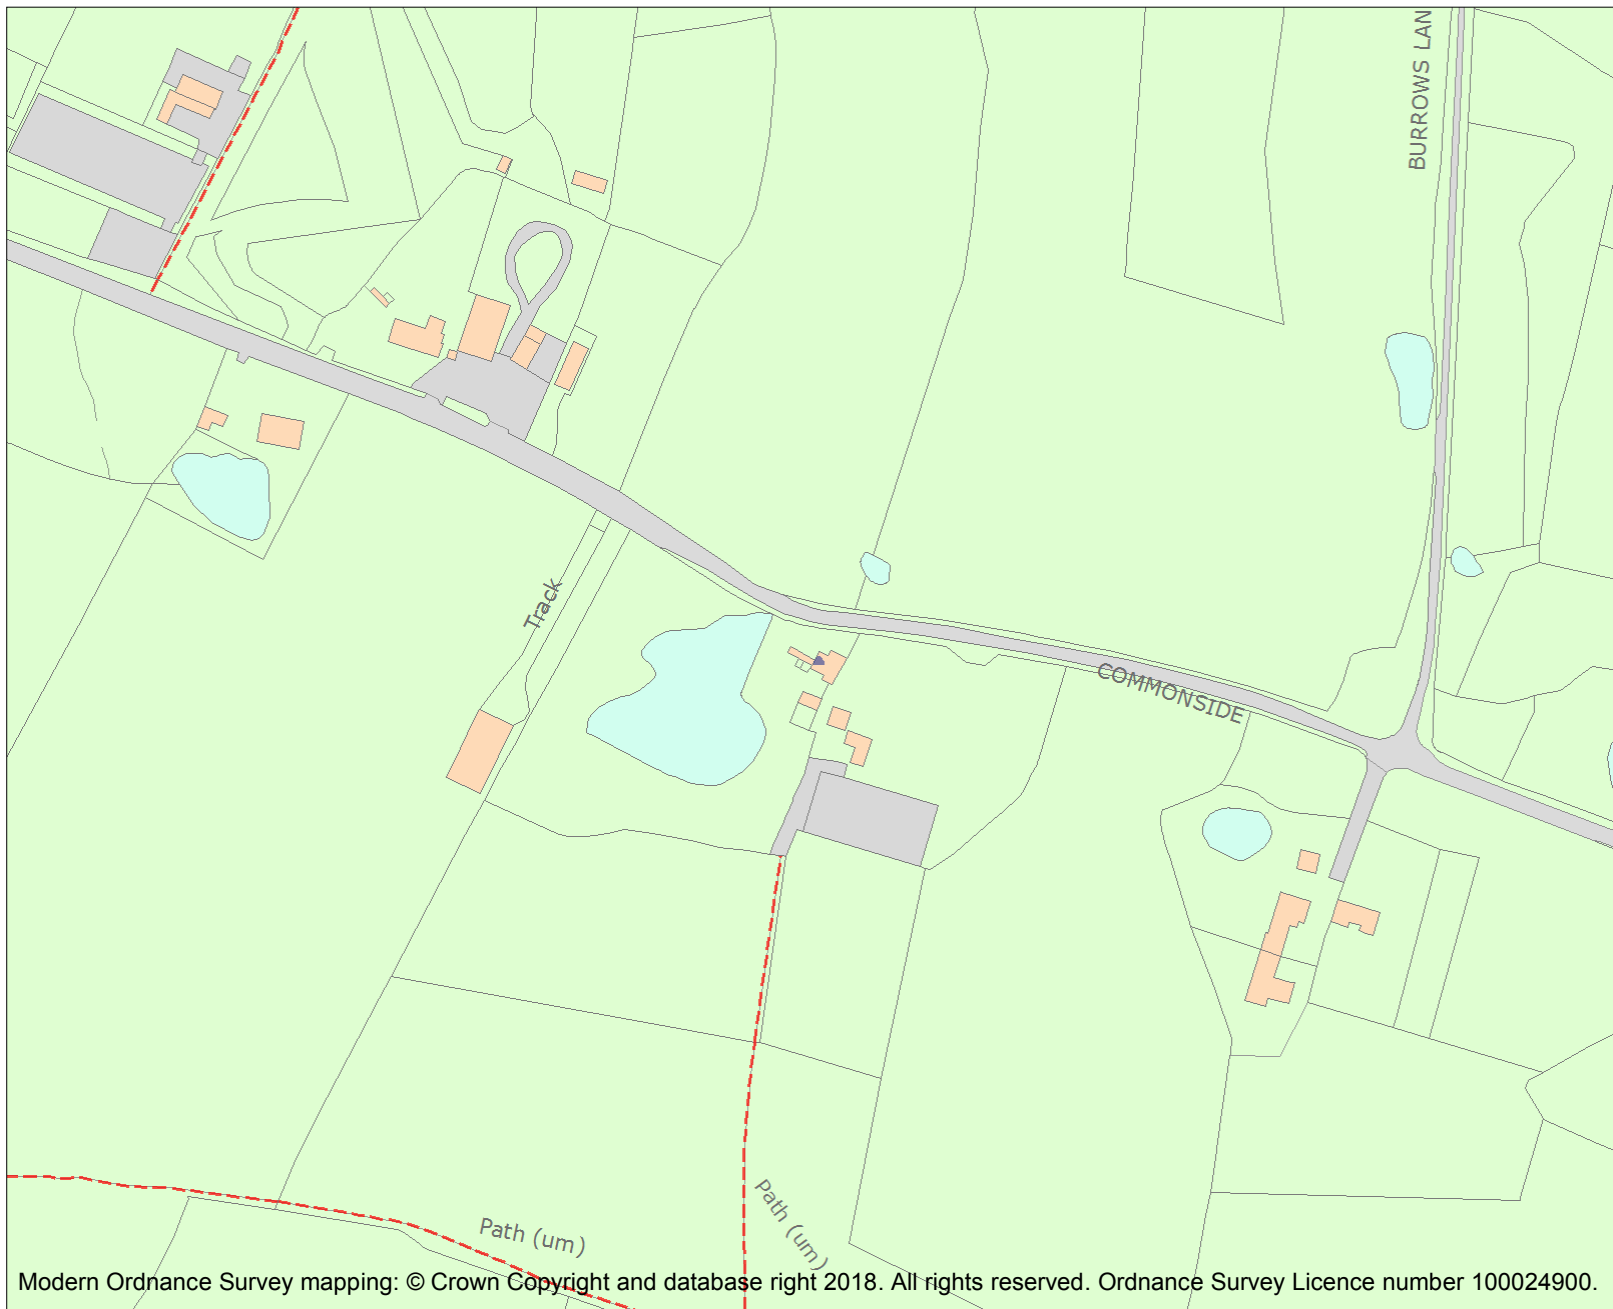 BURROWS LAN
Track
COMMONSIDE
Path (um)
Path (um)
Modern Ordnance Survey mapping: © Crown Copyright and database right 2018. All rights reserved. Ordnance Survey Licence number 100024900.